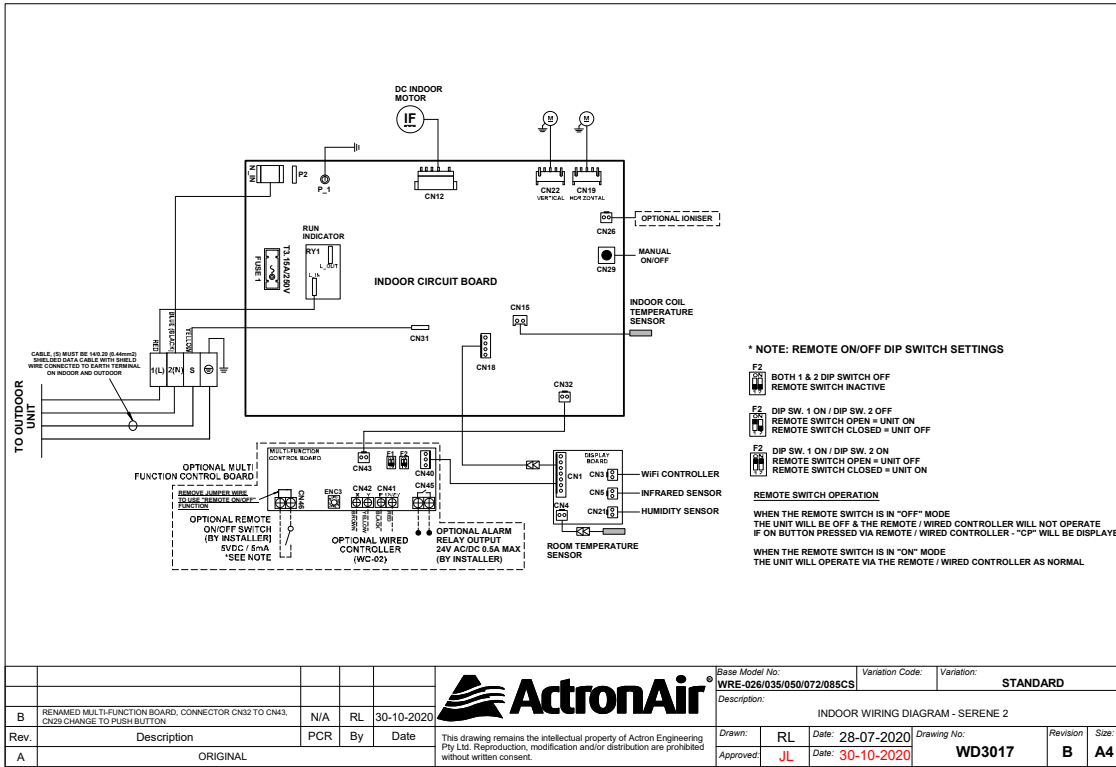 DC INDOOR
MOTOR
IF
M
M
N_IN
P2
P_1
CN12
CN22
VERTICAL
CN19
HORIZONTAL
OPTIONAL IONISER
CN26
RUN
INDICATOR
RY1
L_OUT
L_IN
T3.15A/250V
FUSE 1
MANUAL
ON/OFF
CN29
INDOOR CIRCUIT BOARD
INDOOR COIL
TEMPERATURE
SENSOR
CN15
CN31
CN18
CN32
RED
BLUE (BLACK)
YELLOW
CABLE, (S) MUST BE 14/0.20 (0.44mm2)
SHIELDED DATA CABLE WITH SHIELD
WIRE CONNECTED TO EARTH TERMINAL
ON INDOOR AND OUTDOOR
1(L) 2(N) S
TO OUTDOOR
UNIT
OPTIONAL MULTI
FUNCTION CONTROL BOARD
MULTI-FUNCTION
CONTROL BOARD
CN43
F1
F2
CN40
REMOVE JUMPER WIRE
TO USE "REMOTE ON/OFF"
FUNCTION
CN46
ENC3
CN42
CN41
CN45
X
Y
BROWN
YELLOW
RED
OPTIONAL REMOTE
ON/OFF SWITCH
(BY INSTALLER)
5VDC / 5mA
*SEE NOTE
OPTIONAL WIRED
CONTROLLER
(WC-02)
OPTIONAL ALARM
RELAY OUTPUT
24V AC/DC 0.5A MAX
(BY INSTALLER)
DISPLAY
BOARD
CN1
CN3
CN5
CN21
CN4
WiFi CONTROLLER
INFRARED SENSOR
HUMIDITY SENSOR
ROOM TEMPERATURE
SENSOR
* NOTE: REMOTE ON/OFF DIP SWITCH SETTINGS
F2
ON
1 2
BOTH 1 & 2 DIP SWITCH OFF
REMOTE SWITCH INACTIVE
F2
ON
1 2
DIP SW. 1 ON / DIP SW. 2 OFF
REMOTE SWITCH OPEN = UNIT ON
REMOTE SWITCH CLOSED = UNIT OFF
F2
ON
1 2
DIP SW. 1 ON / DIP SW. 2 ON
REMOTE SWITCH OPEN = UNIT OFF
REMOTE SWITCH CLOSED = UNIT ON
REMOTE SWITCH OPERATION
WHEN THE REMOTE SWITCH IS IN "OFF" MODE
THE UNIT WILL BE OFF & THE REMOTE / WIRED CONTROLLER WILL NOT OPERATE
IF ON BUTTON PRESSED VIA REMOTE / WIRED CONTROLLER - "CP" WILL BE DISPLAYE
WHEN THE REMOTE SWITCH IS IN "ON" MODE
THE UNIT WILL OPERATE VIA THE REMOTE / WIRED CONTROLLER AS NORMAL
B RENAMED MULTI-FUNCTION BOARD, CONNECTOR CN32 TO CN43, N/A RL 30-10-2020
CN29 CHANGE TO PUSH BUTTON
Rev. Description PCR By Date
A ORIGINAL
ActronAir®
This drawing remains the intellectual property of Actron Engineering
Pty Ltd. Reproduction, modification and/or distribution are prohibited
without written consent.
Base Model No: Variation Code: Variation:
WRE-026/035/050/072/085CS STANDARD
Description:
INDOOR WIRING DIAGRAM - SERENE 2
Drawn: RL Date: 28-07-2020 Drawing No: Revision Size:
Approved: JL Date: 30-10-2020 WD3017 B A4